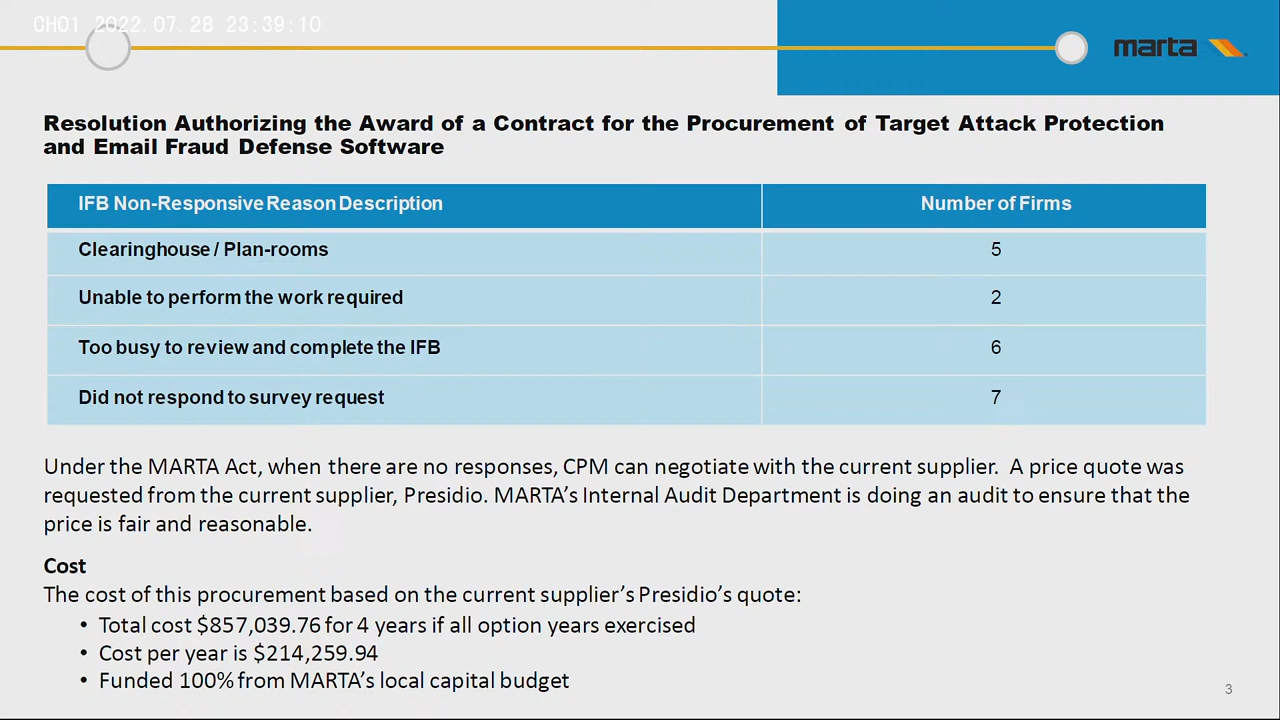 CH01 2022.07.28 23:39:10
marta
Resolution Authorizing the Award of a Contract for the Procurement of Target Attack Protection
and Email Fraud Defense Software
IFB Non-Responsive Reason Description Number of Firms
Clearinghouse / Plan-rooms 5
Unable to perform the work required 2
Too busy to review and complete the IFB 6
Did not respond to survey request 7
Under the MARTA Act, when there are no responses, CPM can negotiate with the current supplier. A price quote was
requested from the current supplier, Presidio. MARTA’s Internal Audit Department is doing an audit to ensure that the
price is fair and reasonable.
Cost
The cost of this procurement based on the current supplier’s Presidio’s quote:
• Total cost $857,039.76 for 4 years if all option years exercised
• Cost per year is $214,259.94
• Funded 100% from MARTA’s local capital budget
3